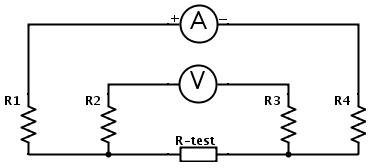 + A −
V
R1 R2 R3 R4
R-test